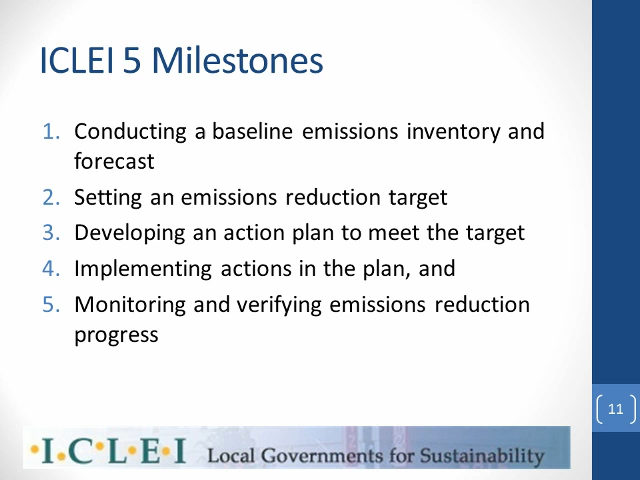 ICLEI 5 Milestones
1. Conducting a baseline emissions inventory and
forecast
2. Setting an emissions reduction target
3. Developing an action plan to meet the target
4. Implementing actions in the plan, and
5. Monitoring and verifying emissions reduction
progress
11
•I•C•L•E•I Local Governments for Sustainability